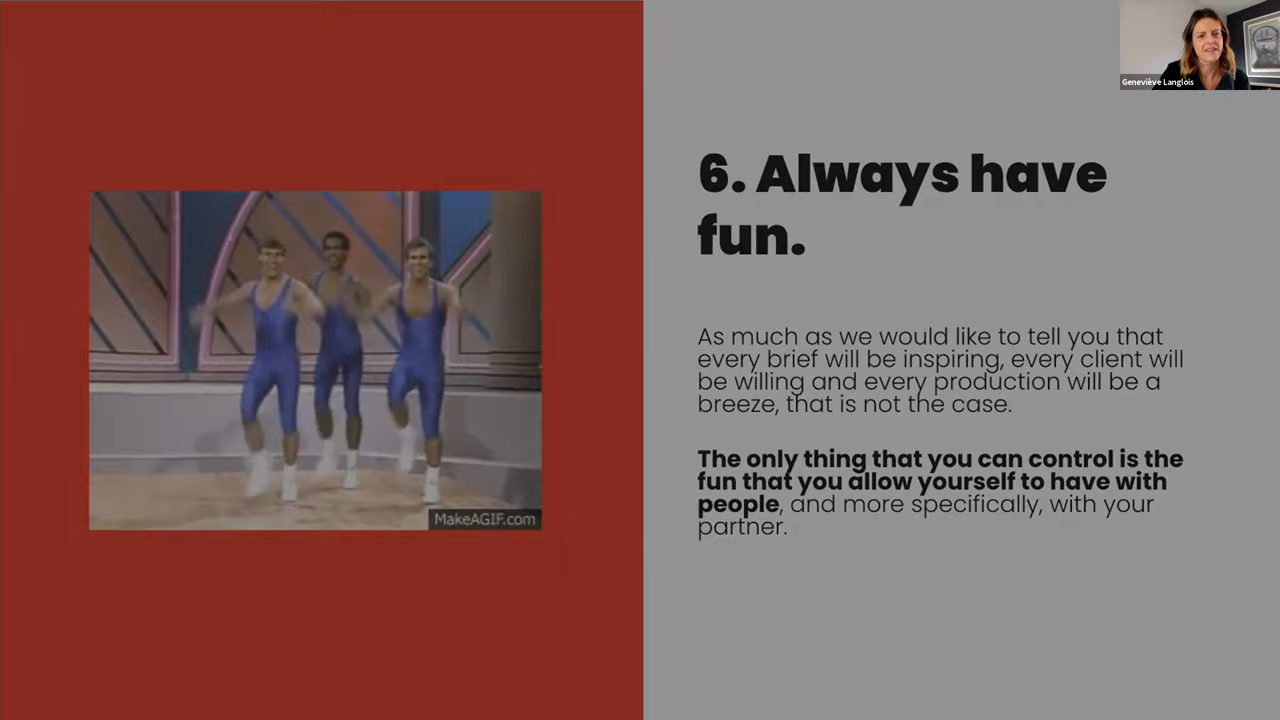 Geneviève Langlois
6. Always have
fun.
As much as we would like to tell you that
every brief will be inspiring, every client will
be willing and every production will be a
breeze, that is not the case.
The only thing that you can control is the
fun that you allow yourself to have with
people, and more specifically, with your
partner.
MakeAGIF.com